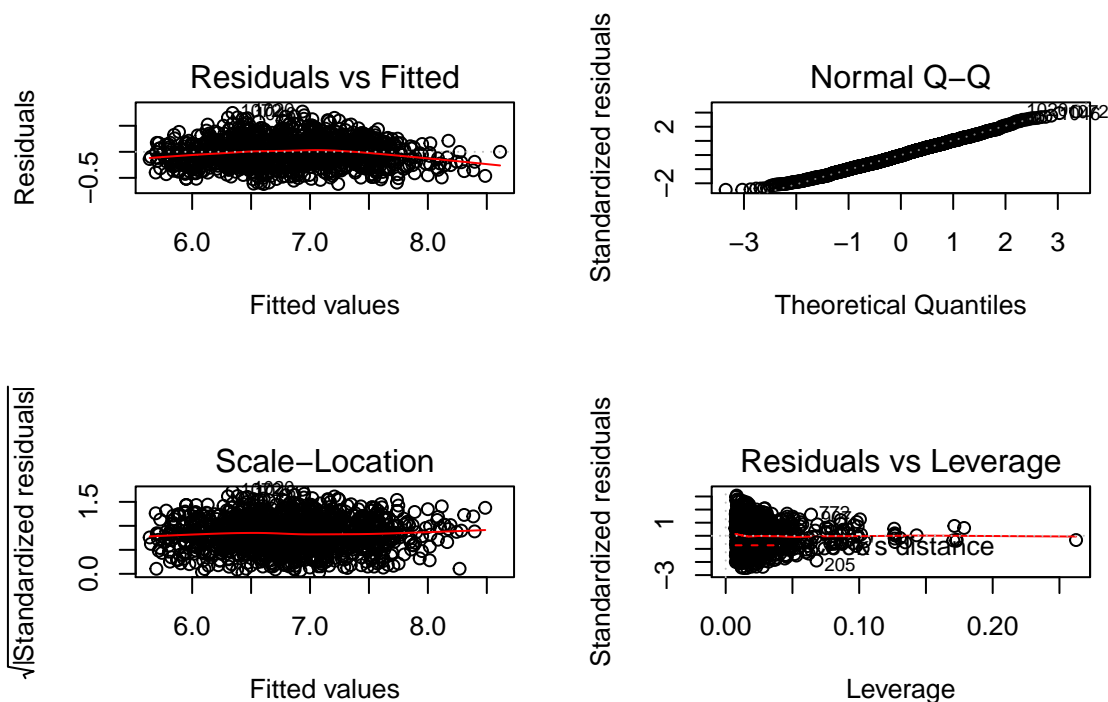 Residuals vs Fitted
Residuals
−0.5
6.0 7.0 8.0
Fitted values
Normal Q−Q
Standardized residuals
−2 2
−3 −1 0 1 2 3
Theoretical Quantiles
Scale−Location
√|Standardized residuals|
0.0 1.5
6.0 7.0 8.0
Fitted values
Residuals vs Leverage
Standardized residuals
−3 1
0.00 0.10 0.20
Leverage
distance
205